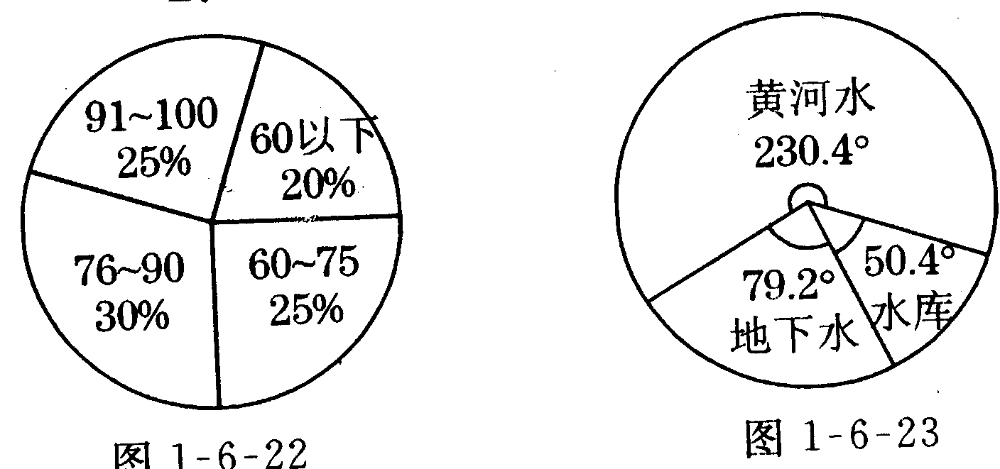 91~100
25%
60以下
20%
76~90
30%
60~75
25%
图 1-6-22
黄河水
230.4°
79.2°
地下水
50.4°
水库
图 1-6-23